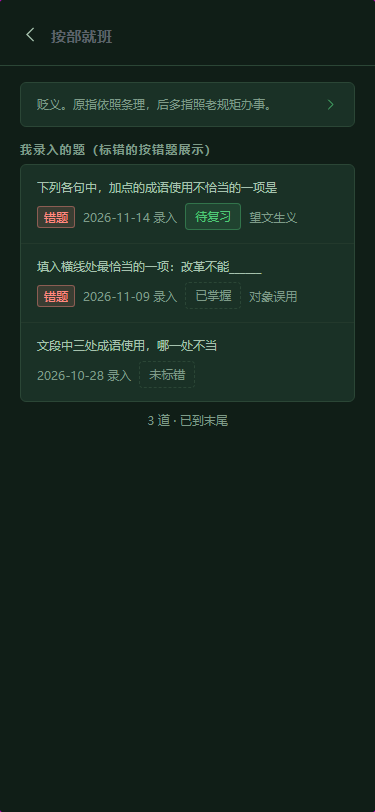 按部就班
贬义。原指依照条理，后多指照老规矩办事。
我录入的题（标错的按错题展示）
下列各句中，加点的成语使用不恰当的一项是
错题 2026-11-14 录入 待复习 望文生义
填入横线处最恰当的一项：改革不能______
错题 2026-11-09 录入 已掌握 对象误用
文段中三处成语使用，哪一处不当
2026-10-28 录入 未标错
3 道 · 已到末尾